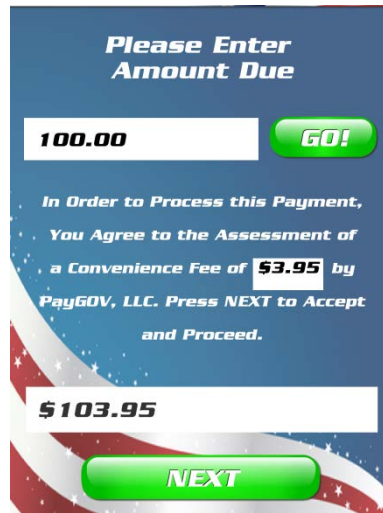 Please Enter
Amount Due
100.00 GO!
In Order to Process this Payment,
You Agree to the Assessment of
a Convenience Fee of $3.95 by
PayGOV, LLC. Press NEXT to Accept
and Proceed.
$103.95
NEXT